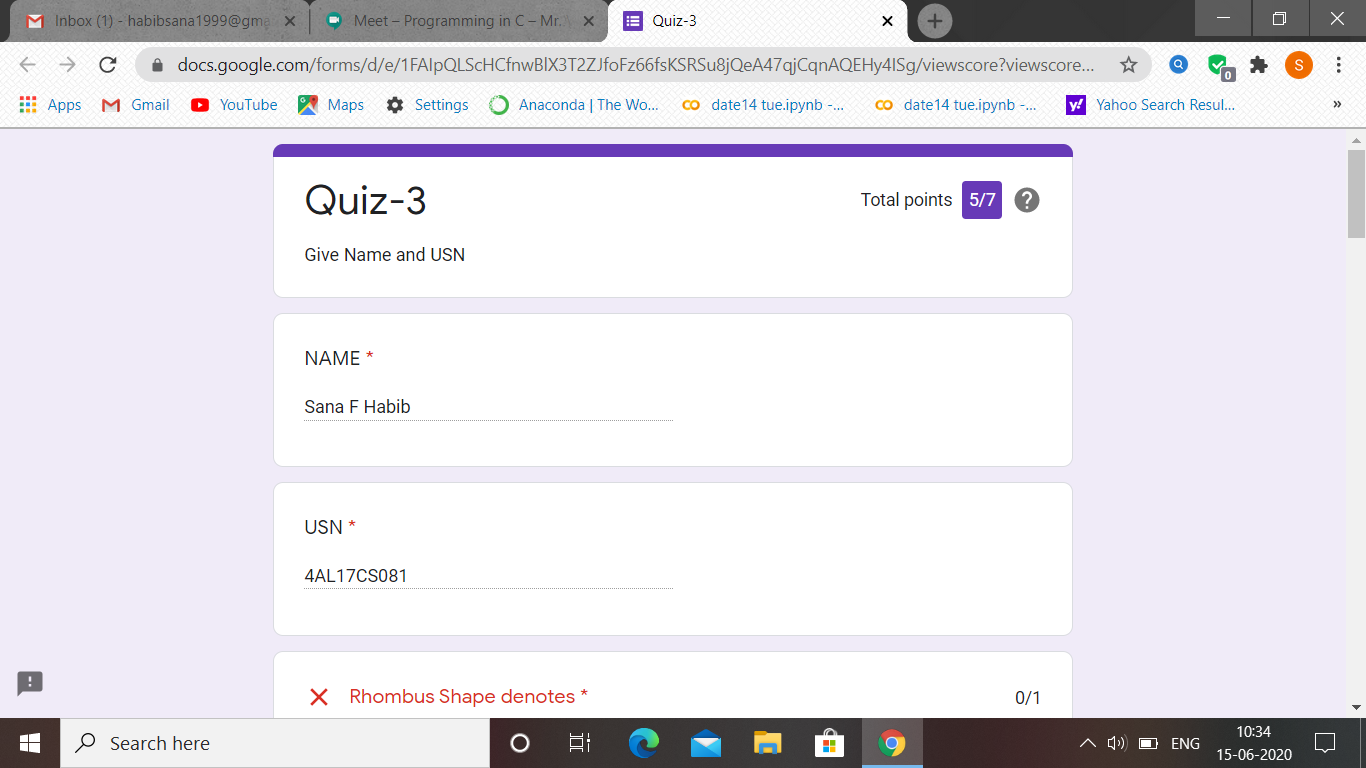 Inbox (1) - habibsana1999@gma
Meet – Programming in C – Mr.
Quiz-3
docs.google.com/forms/d/e/1FAIpQLScHCfnwBlX3T2ZJfoFz66fsKSRSu8jQeA47qjCqnAQEHy4ISg/viewscore?viewscore...
0
S
Apps
Gmail
YouTube
Maps
Settings
Anaconda | The Wo...
date14 tue.ipynb -...
date14 tue.ipynb -...
Yahoo Search Resul...
»
Quiz-3
Total points 5/7
Give Name and USN
NAME *
Sana F Habib
USN *
4AL17CS081
Rhombus Shape denotes *
0/1
Search here
ENG
10:34
15-06-2020